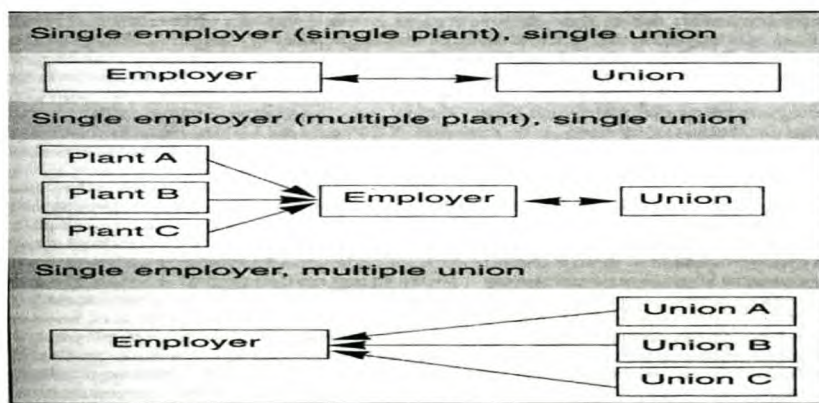 Single employer (single plant), single union
Employer Union
Single employer (multiple plant), single union
Plant A
Plant B
Plant C
Employer Union
Single employer, multiple union
Employer
Union A
Union B
Union C